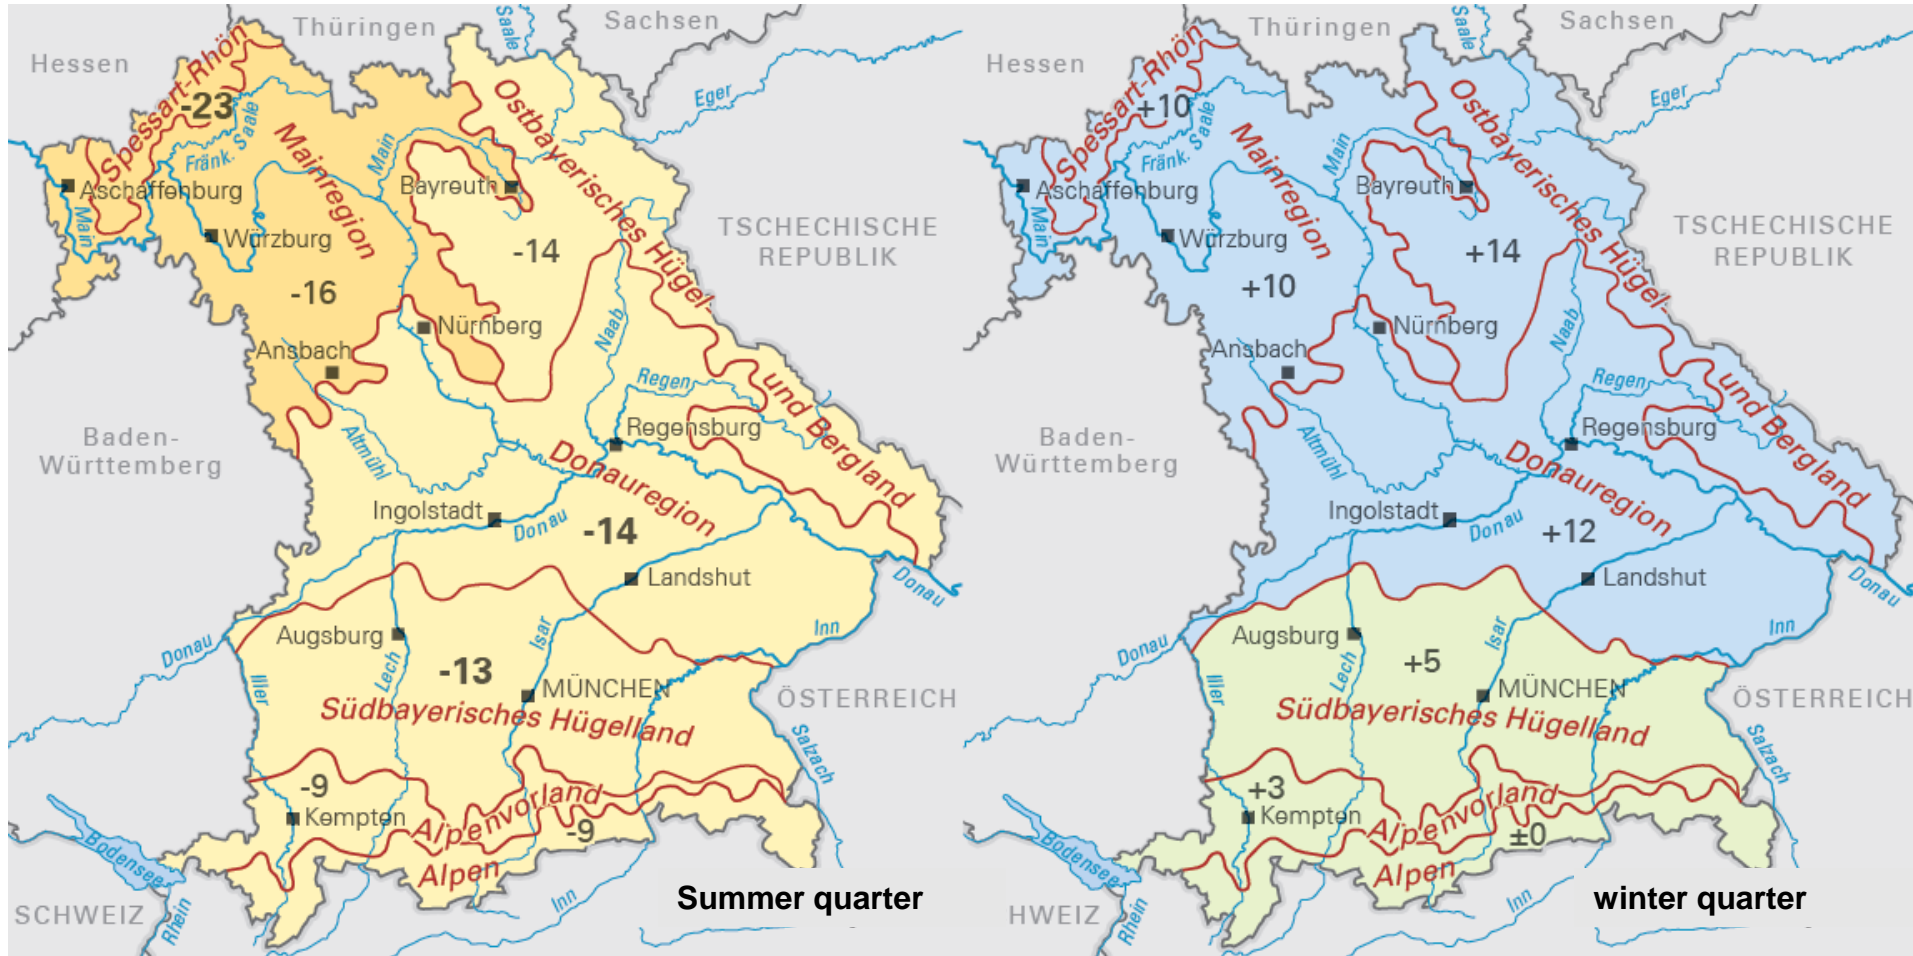 Thüringen
Sachsen
Saale
Hessen
Eger
Spessart-Rhön
-23
Fränk. Saale
Mainregion
Main
Ostbayerisches Hügel-
und Bergland
Aschaffenburg
Main
Bayreuth
Würzburg
-14
TSCHECHISCHE
REPUBLIK
-16
Nürnberg
Naab
Ansbach
Regen
Baden-
Württemberg
Altmühl
Regensburg
Donauregion
Ingolstadt
Donau
-14
Landshut
Donau
Augsburg
Isar
Inn
Donau
Lech
-13
Iller
MÜNCHEN
ÖSTERREICH
Südbayerisches Hügelland
Salzach
-9
Kempten
Alpenvorland
-9
Bodensee
Alpen
SCHWEIZ
Rhein
Inn
Summer quarter
Thüringen
Sachsen
Saale
Hessen
Eger
Spessart-Rhön
+10
Fränk. Saale
Mainregion
Main
Ostbayerisches Hügel-
und Bergland
Aschaffenburg
Main
Bayreuth
Würzburg
+14
TSCHECHISCHE
REPUBLIK
+10
Nürnberg
Naab
Ansbach
Regen
Baden-
Württemberg
Altmühl
Regensburg
Donauregion
Ingolstadt
Donau
+12
Landshut
Donau
Augsburg
Isar
Inn
Donau
Lech
+5
Iller
MÜNCHEN
ÖSTERREICH
Südbayerisches Hügelland
Salzach
+3
Kempten
Alpenvorland
±0
Bodensee
Alpen
HWEIZ
Rhein
Inn
winter quarter